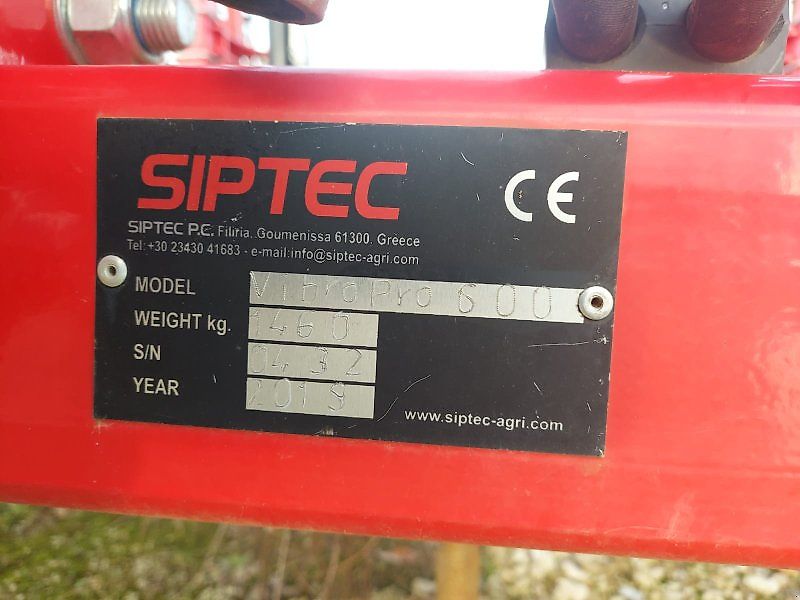 SIPTEC
CE
SIPTEC P.C. Filiria, Goumenissa 61300, Greece
Tel:+30 23430 41683 - e-mail:info@siptec-agri.com
MODEL VibroPro 600
WEIGHT kg. 1460
S/N 0432
YEAR 2019
www.siptec-agri.com